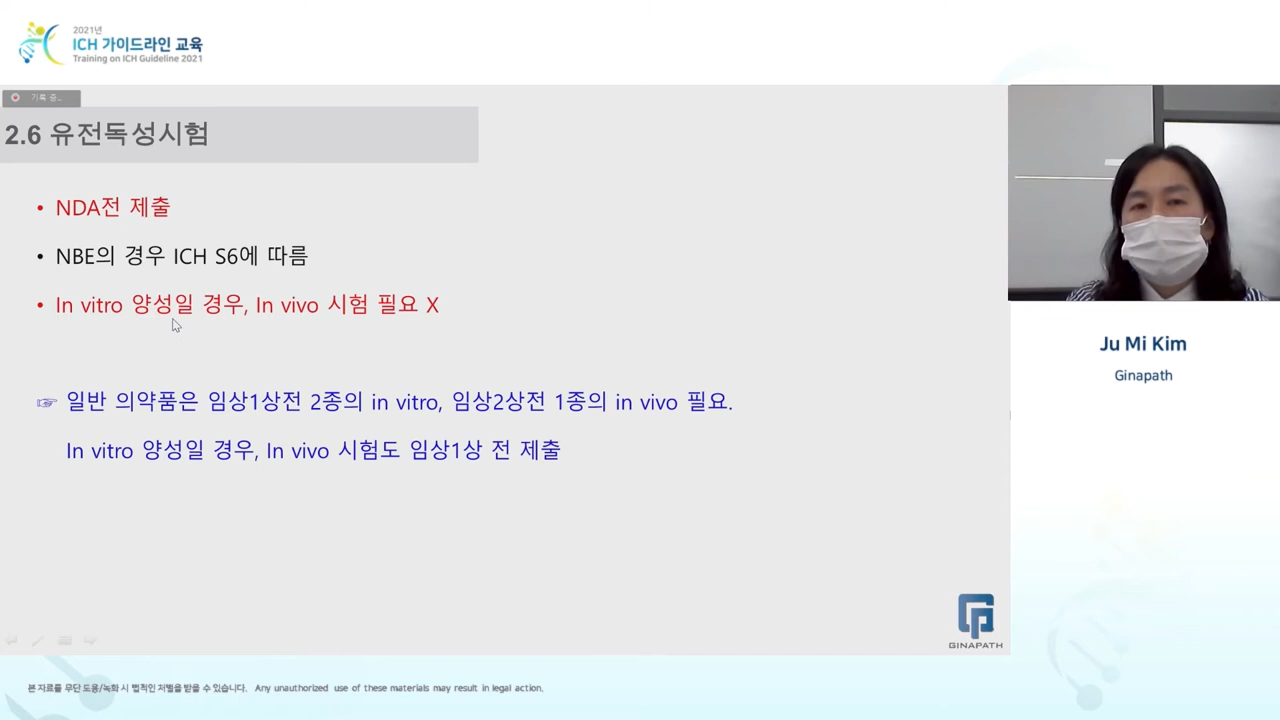 2021년
ICH 가이드라인 교육
Training on ICH Guideline 2021
기록 중...
2.6 유전독성시험
• NDA전 제출
• NBE의 경우 ICH S6에 따름
• In vitro 양성일 경우, In vivo 시험 필요 X
☞ 일반 의약품은 임상1상전 2종의 in vitro, 임상2상전 1종의 in vivo 필요.
In vitro 양성일 경우, In vivo 시험도 임상1상 전 제출
Ju Mi Kim
Ginapath
GINAPATH
본 자료를 무단 도용/녹화 시 법적인 처벌을 받을 수 있습니다. Any unauthorized use of these materials may result in legal action.